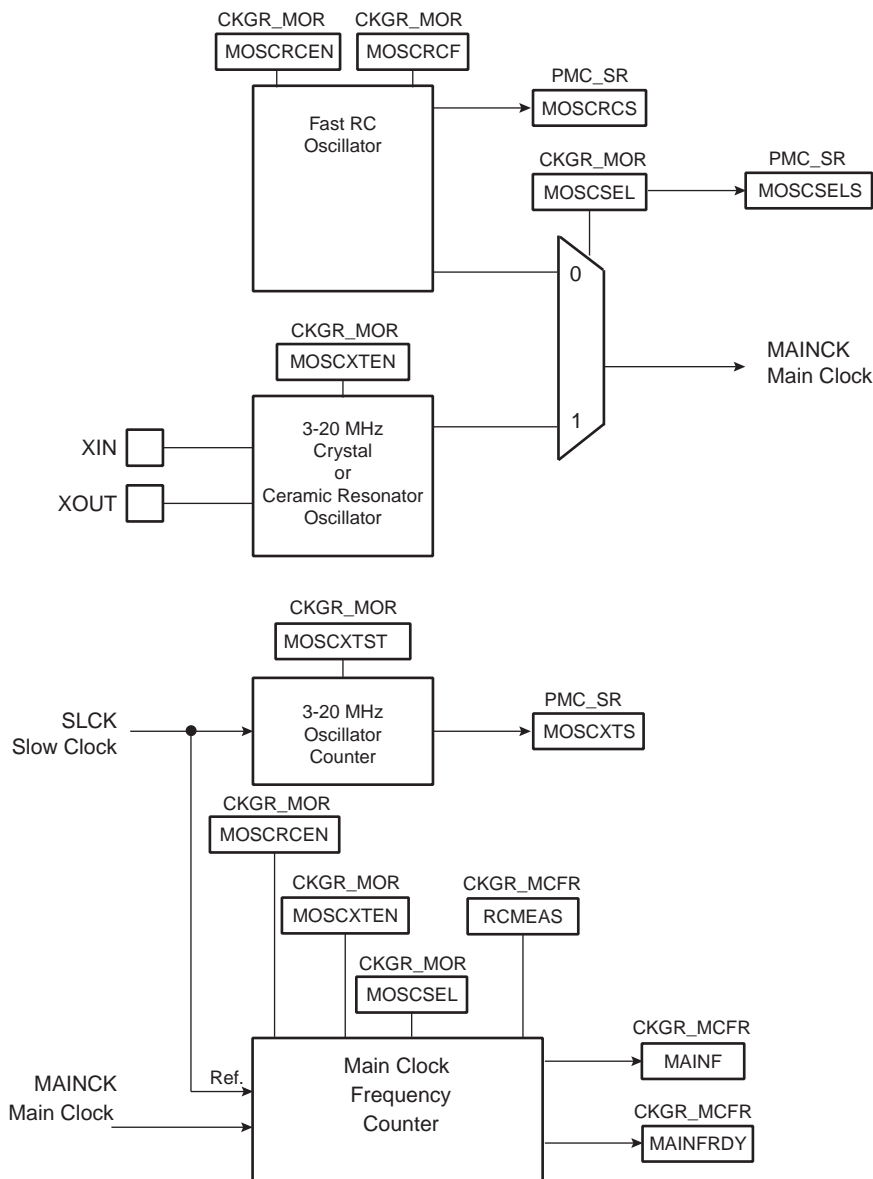 CKGR_MOR CKGR_MOR
MOSCRCEN MOSCRCF
PMC_SR
Fast RC
Oscillator
MOSCRCS
CKGR_MOR
PMC_SR
MOSCSEL
MOSCSELS
0
CKGR_MOR
MOSCXTEN
MAINCK
Main Clock
3-20 MHz
Crystal
or
Ceramic Resonator
Oscillator
1
XIN
XOUT
CKGR_MOR
MOSCXTST
SLCK
Slow Clock
3-20 MHz
Oscillator
Counter
PMC_SR
MOSCXTS
CKGR_MOR
MOSCRCEN
CKGR_MOR
MOSCXTEN
CKGR_MCFR
RCMEAS
CKGR_MOR
MOSCSEL
MAINCK
Main Clock
Ref.
Main Clock
Frequency
Counter
CKGR_MCFR
MAINF
CKGR_MCFR
MAINFRDY